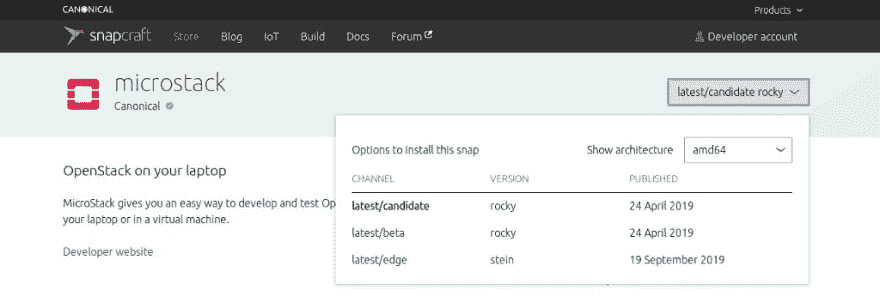 CANONICAL
Products
snapcraft Store Blog IoT Build Docs Forum Developer account
microstack
Canonical
latest/candidate rocky
Options to install this snap Show architecture amd64
CHANNEL VERSION PUBLISHED
latest/candidate rocky 24 April 2019
latest/beta rocky 24 April 2019
latest/edge stein 19 September 2019
OpenStack on your laptop
MicroStack gives you an easy way to develop and test Op
your laptop or in a virtual machine.
Developer website